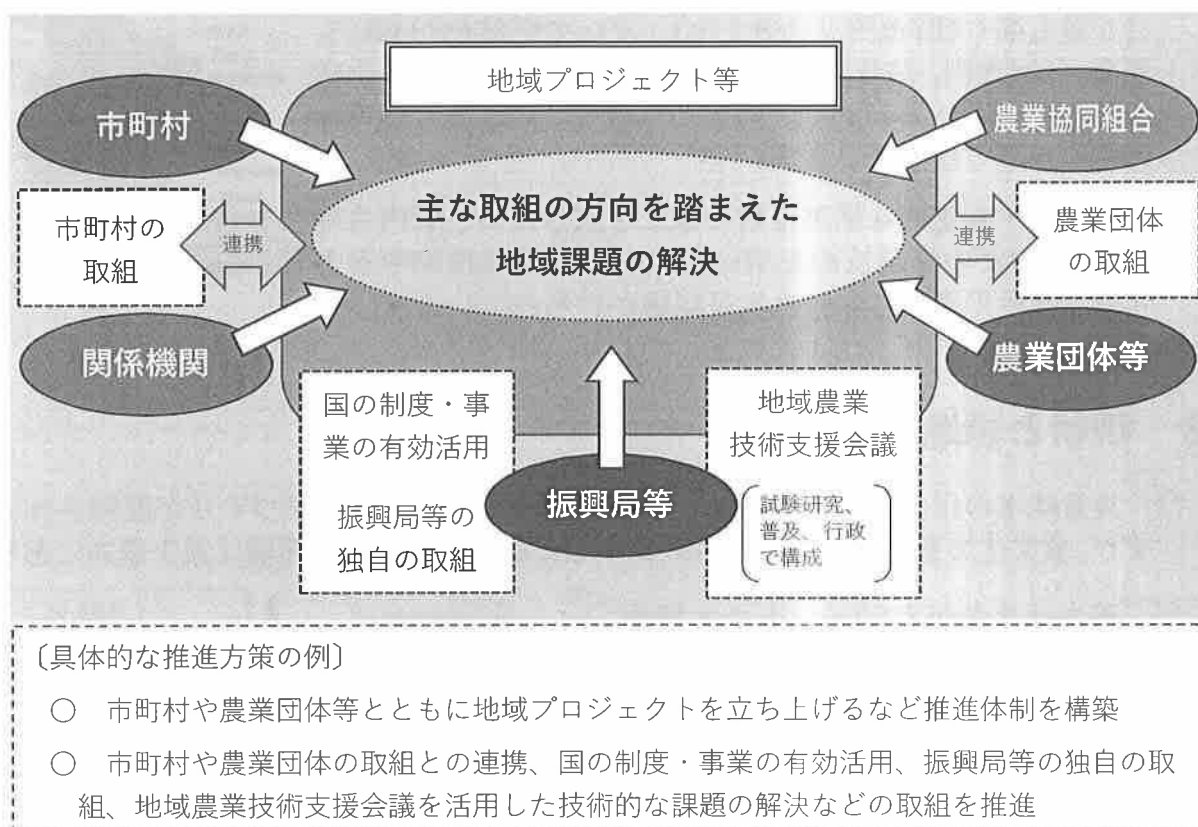 地域プロジェクト等
市町村
農業協同組合
主な取組の方向を踏まえた
地域課題の解決
市町村の
取組
連携
連携
農業団体
の取組
関係機関
農業団体等
国の制度・事
業の有効活用
振興局等の
独自の取組
振興局等
地域農業
技術支援会議
試験研究、
普及、行政
で構成
〔具体的な推進方策の例〕
○ 市町村や農業団体等とともに地域プロジェクトを立ち上げるなど推進体制を構築
○ 市町村や農業団体の取組との連携、国の制度・事業の有効活用、振興局等の独自の取
組、地域農業技術支援会議を活用した技術的な課題の解決などの取組を推進